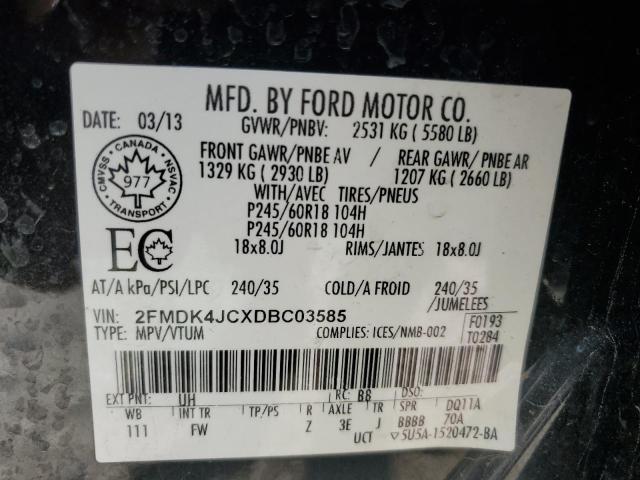 MFD. BY FORD MOTOR CO.
DATE: 03/13 GVWR/PNBV: 2531 KG ( 5580 LB)
FRONT GAWR/PNBE AV / REAR GAWR/ PNBE AR
1329 KG ( 2930 LB) 1207 KG ( 2660 LB)
WITH/AVEC TIRES/PNEUS
P245/60R18 104H
P245/60R18 104H
18x8.0J RIMS/JANTES 18x8.0J
CMVSS · CANADA · NSVAC
977
TRANSPORT
EC
AT/A kPa/PSI/LPC 240/35 COLD/A FROID 240/35
/JUMELEES
VIN: 2FMDK4JCXDBC03585
F0193
TYPE: MPV/VTUM COMPLIES: ICES/NMB-002 T0284
EXT PNT: UH RC: B8 DSO:
WB INT TR TP/PS R AXLE TR SPR DQ11A
111 FW Z 3E J BBBB 70A
UCT ▽5U5A-1520472-BA